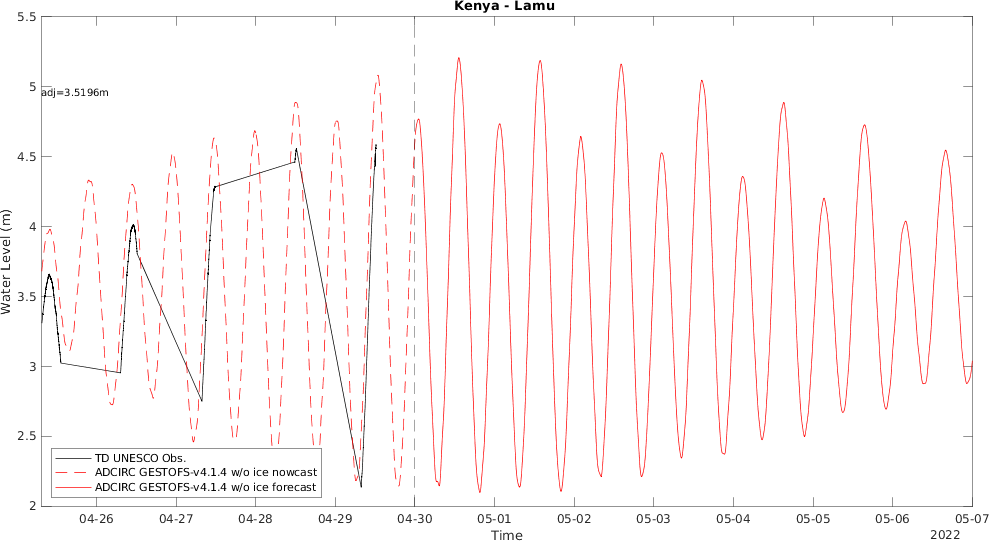 Kenya - Lamu
5.5
5
adj=3.5196m
4.5
4
3.5
3
2.5
2
Water Level (m)
TD UNESCO Obs.
ADCIRC GESTOFS-v4.1.4 w/o ice nowcast
ADCIRC GESTOFS-v4.1.4 w/o ice forecast
04-26 04-27 04-28 04-29 04-30 05-01 05-02 05-03 05-04 05-05 05-06 05-07
Time
2022